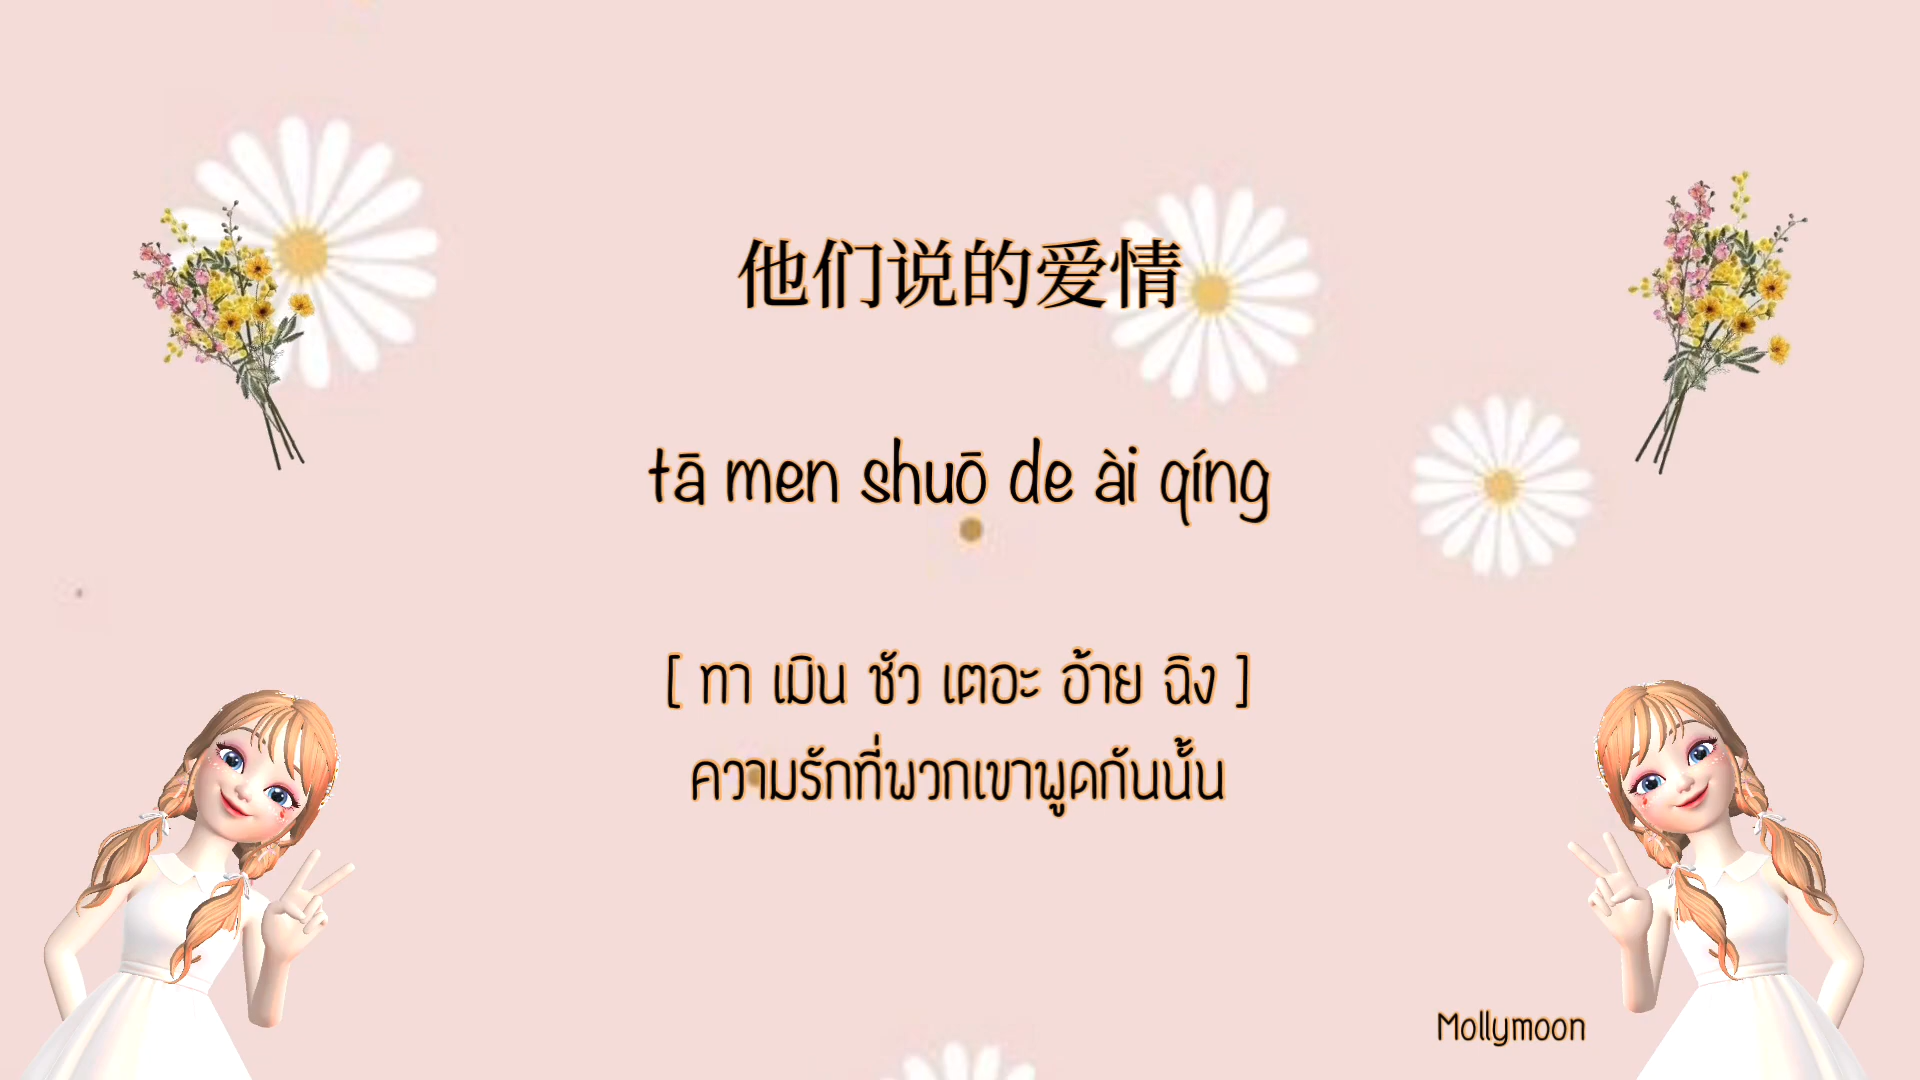 他们说的爱情
tā men shuō de ài qíng
[ ทา เมิน ชัว เตอะ อ้าย ฉิง ]
ความรักที่พวกเขาพูดกันนั้น
Mollymoon